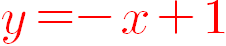 y = − x + 1